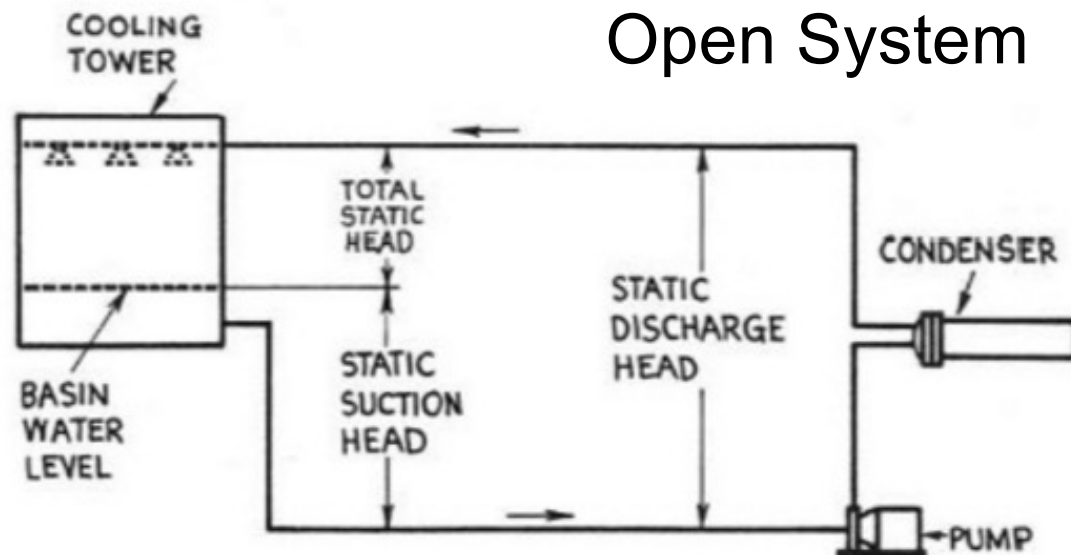 Open System
COOLING
TOWER
TOTAL
STATIC
HEAD
CONDENSER
STATIC
DISCHARGE
HEAD
STATIC
SUCTION
HEAD
BASIN
WATER
LEVEL
PUMP